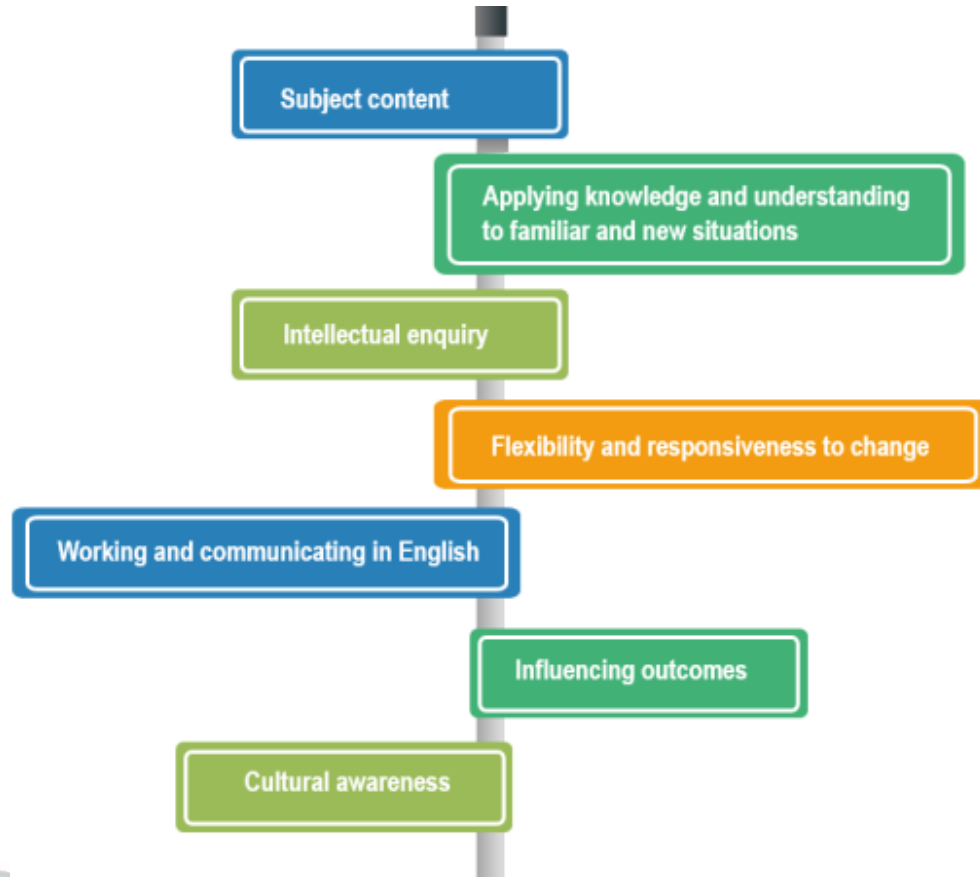 Subject content
Applying knowledge and understanding
to familiar and new situations
Intellectual enquiry
Flexibility and responsiveness to change
Working and communicating in English
Influencing outcomes
Cultural awareness